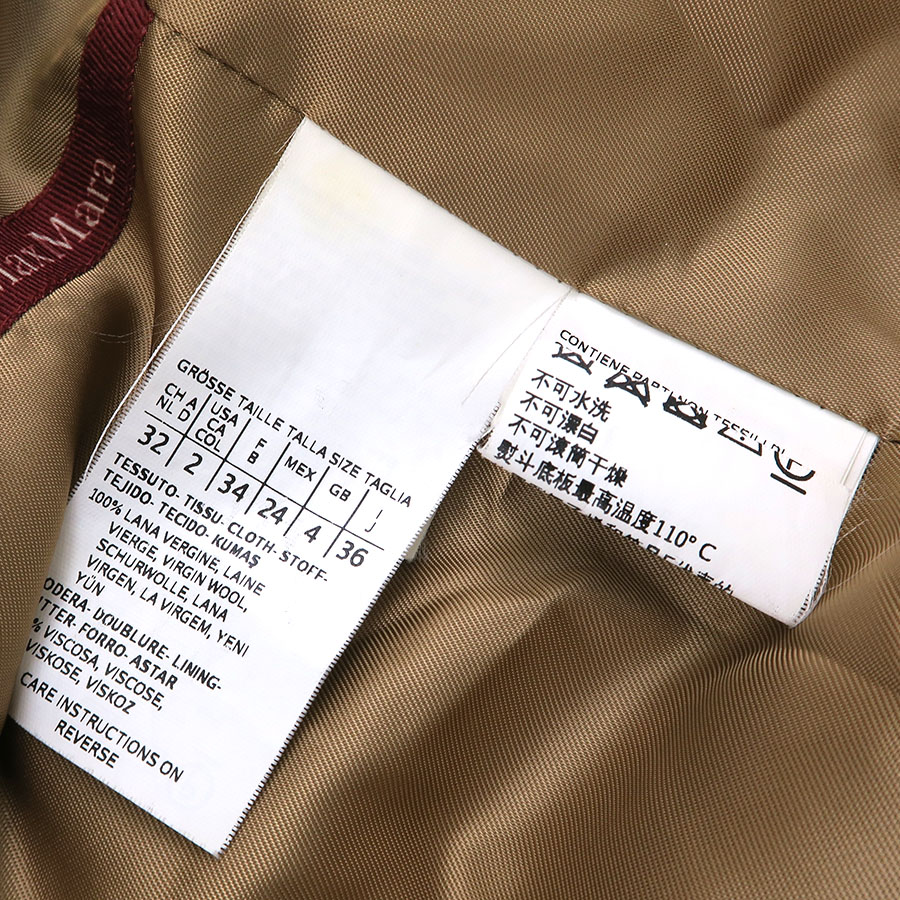 MaxMara
GRÖSSE TAILLE TALLA SIZE TAGLIA
CH A USA F MEX GB J
NL D CA B J
COL
32 2 34 24 4 36
TESSUTO- TISSU- CLOTH- STOFF-
TEJIDO- TECIDO- KUMAŞ
100% LANA VERGINE, LAINE
VIERGE, VIRGIN WOOL,
SCHURWOLLE, LANA
VIRGEN, LA VIRGEM, YENI
YÜN
ODERA- DOUBLURE- LINING-
TTER- FORRO- ASTAR
% VISCOSA, VISCOSE,
VISKOSE, VISKOZ
CARE INSTRUCTIONS ON
REVERSE
CONTIENE PARTI NON TESSILI
不可水洗
不可漂白
不可滚筒干燥
熨斗底板最高温度110°C